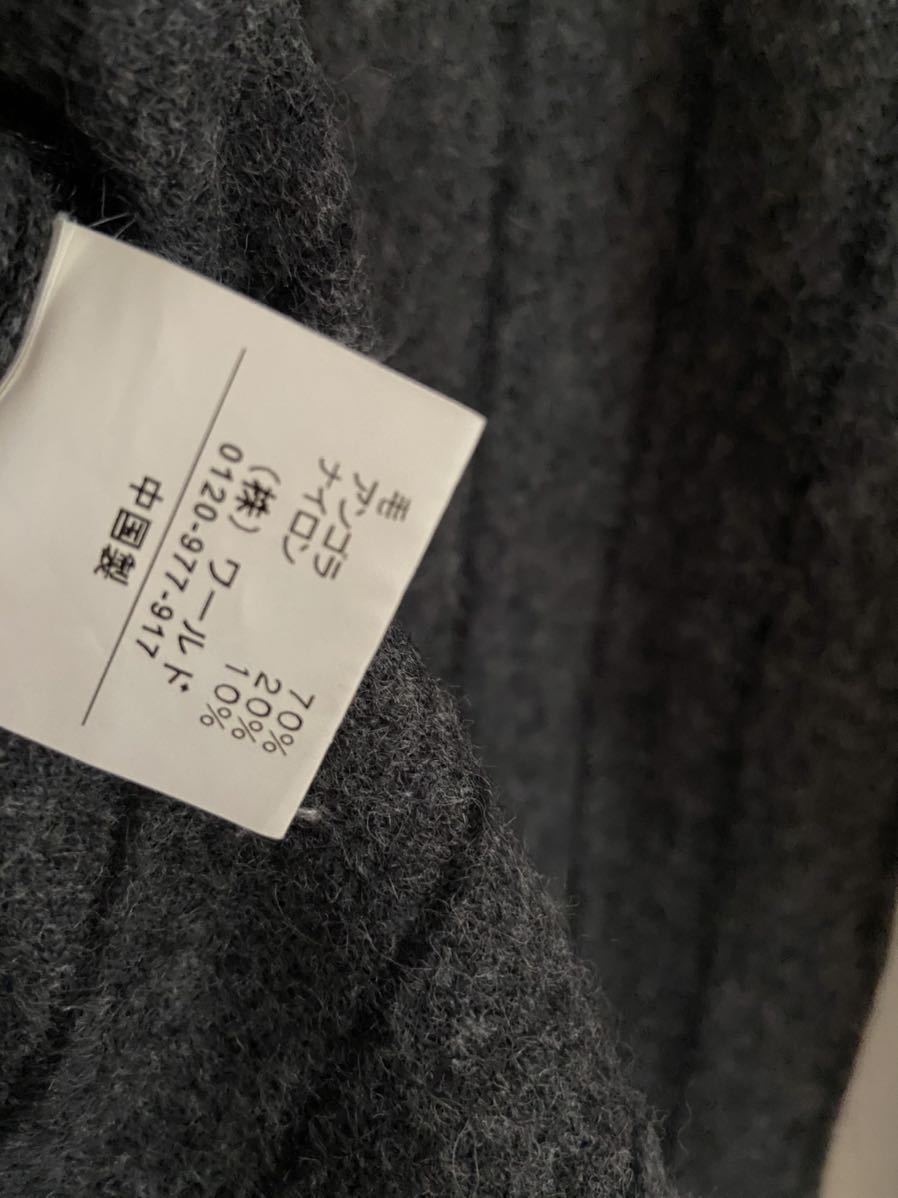 毛 70%
アンゴラ 20%
ナイロン 10%
（株）ワールド
0120-977-917
中国製